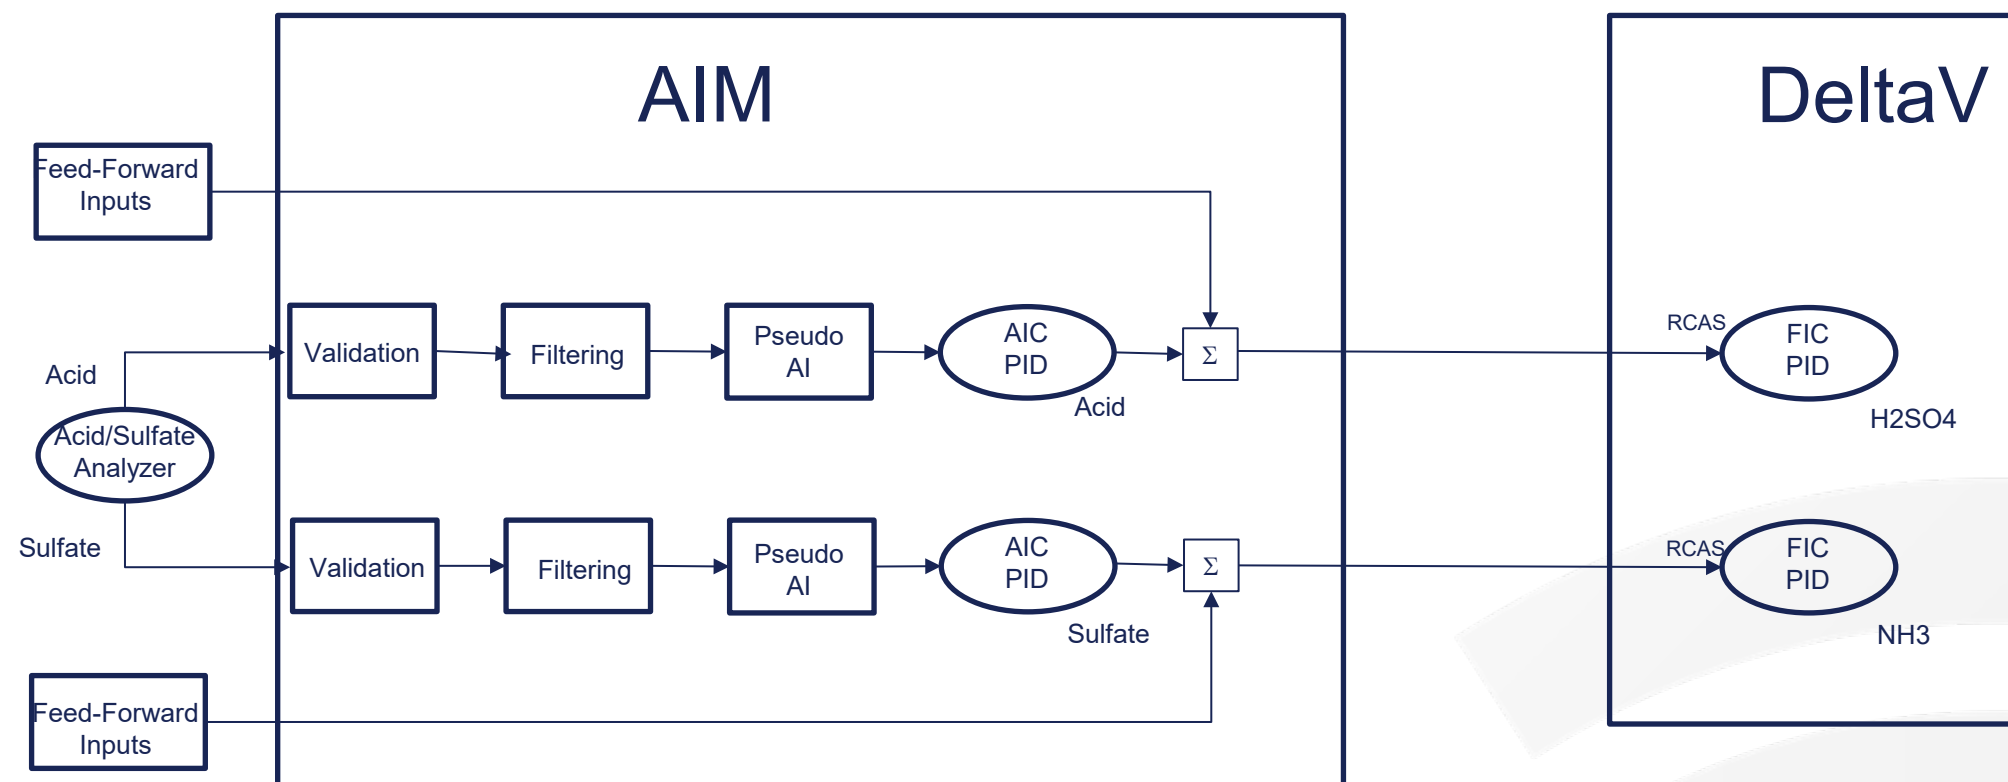 AIM
DeltaV
Feed-Forward
Inputs
Acid
Validation
Filtering
Pseudo
AI
AIC
PID
Acid
Σ
RCAS
FIC
PID
H2SO4
Acid/Sulfate
Analyzer
Sulfate
Validation
Filtering
Pseudo
AI
AIC
PID
Sulfate
Σ
RCAS
FIC
PID
NH3
Feed-Forward
Inputs